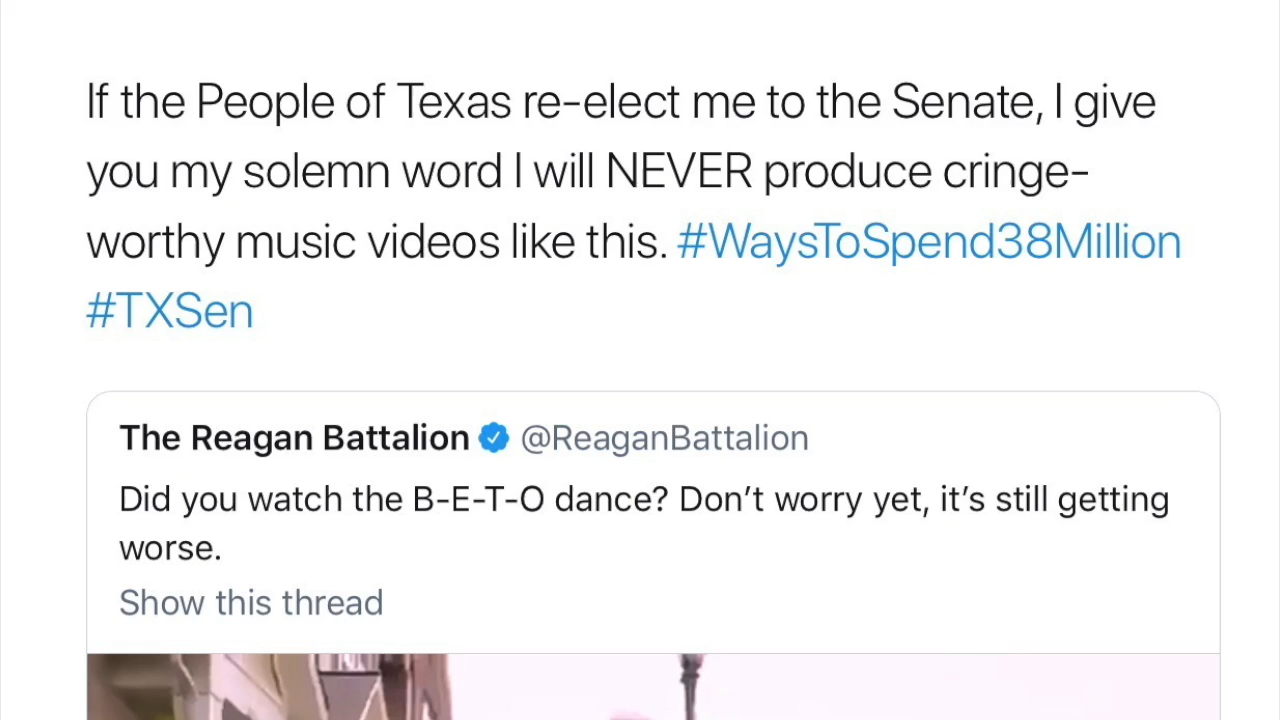 If the People of Texas re-elect me to the Senate, I give
you my solemn word I will NEVER produce cringe-
worthy music videos like this. #WaysToSpend38Million
#TXSen
The Reagan Battalion @ReaganBattalion
Did you watch the B-E-T-O dance? Don’t worry yet, it’s still getting
worse.
Show this thread